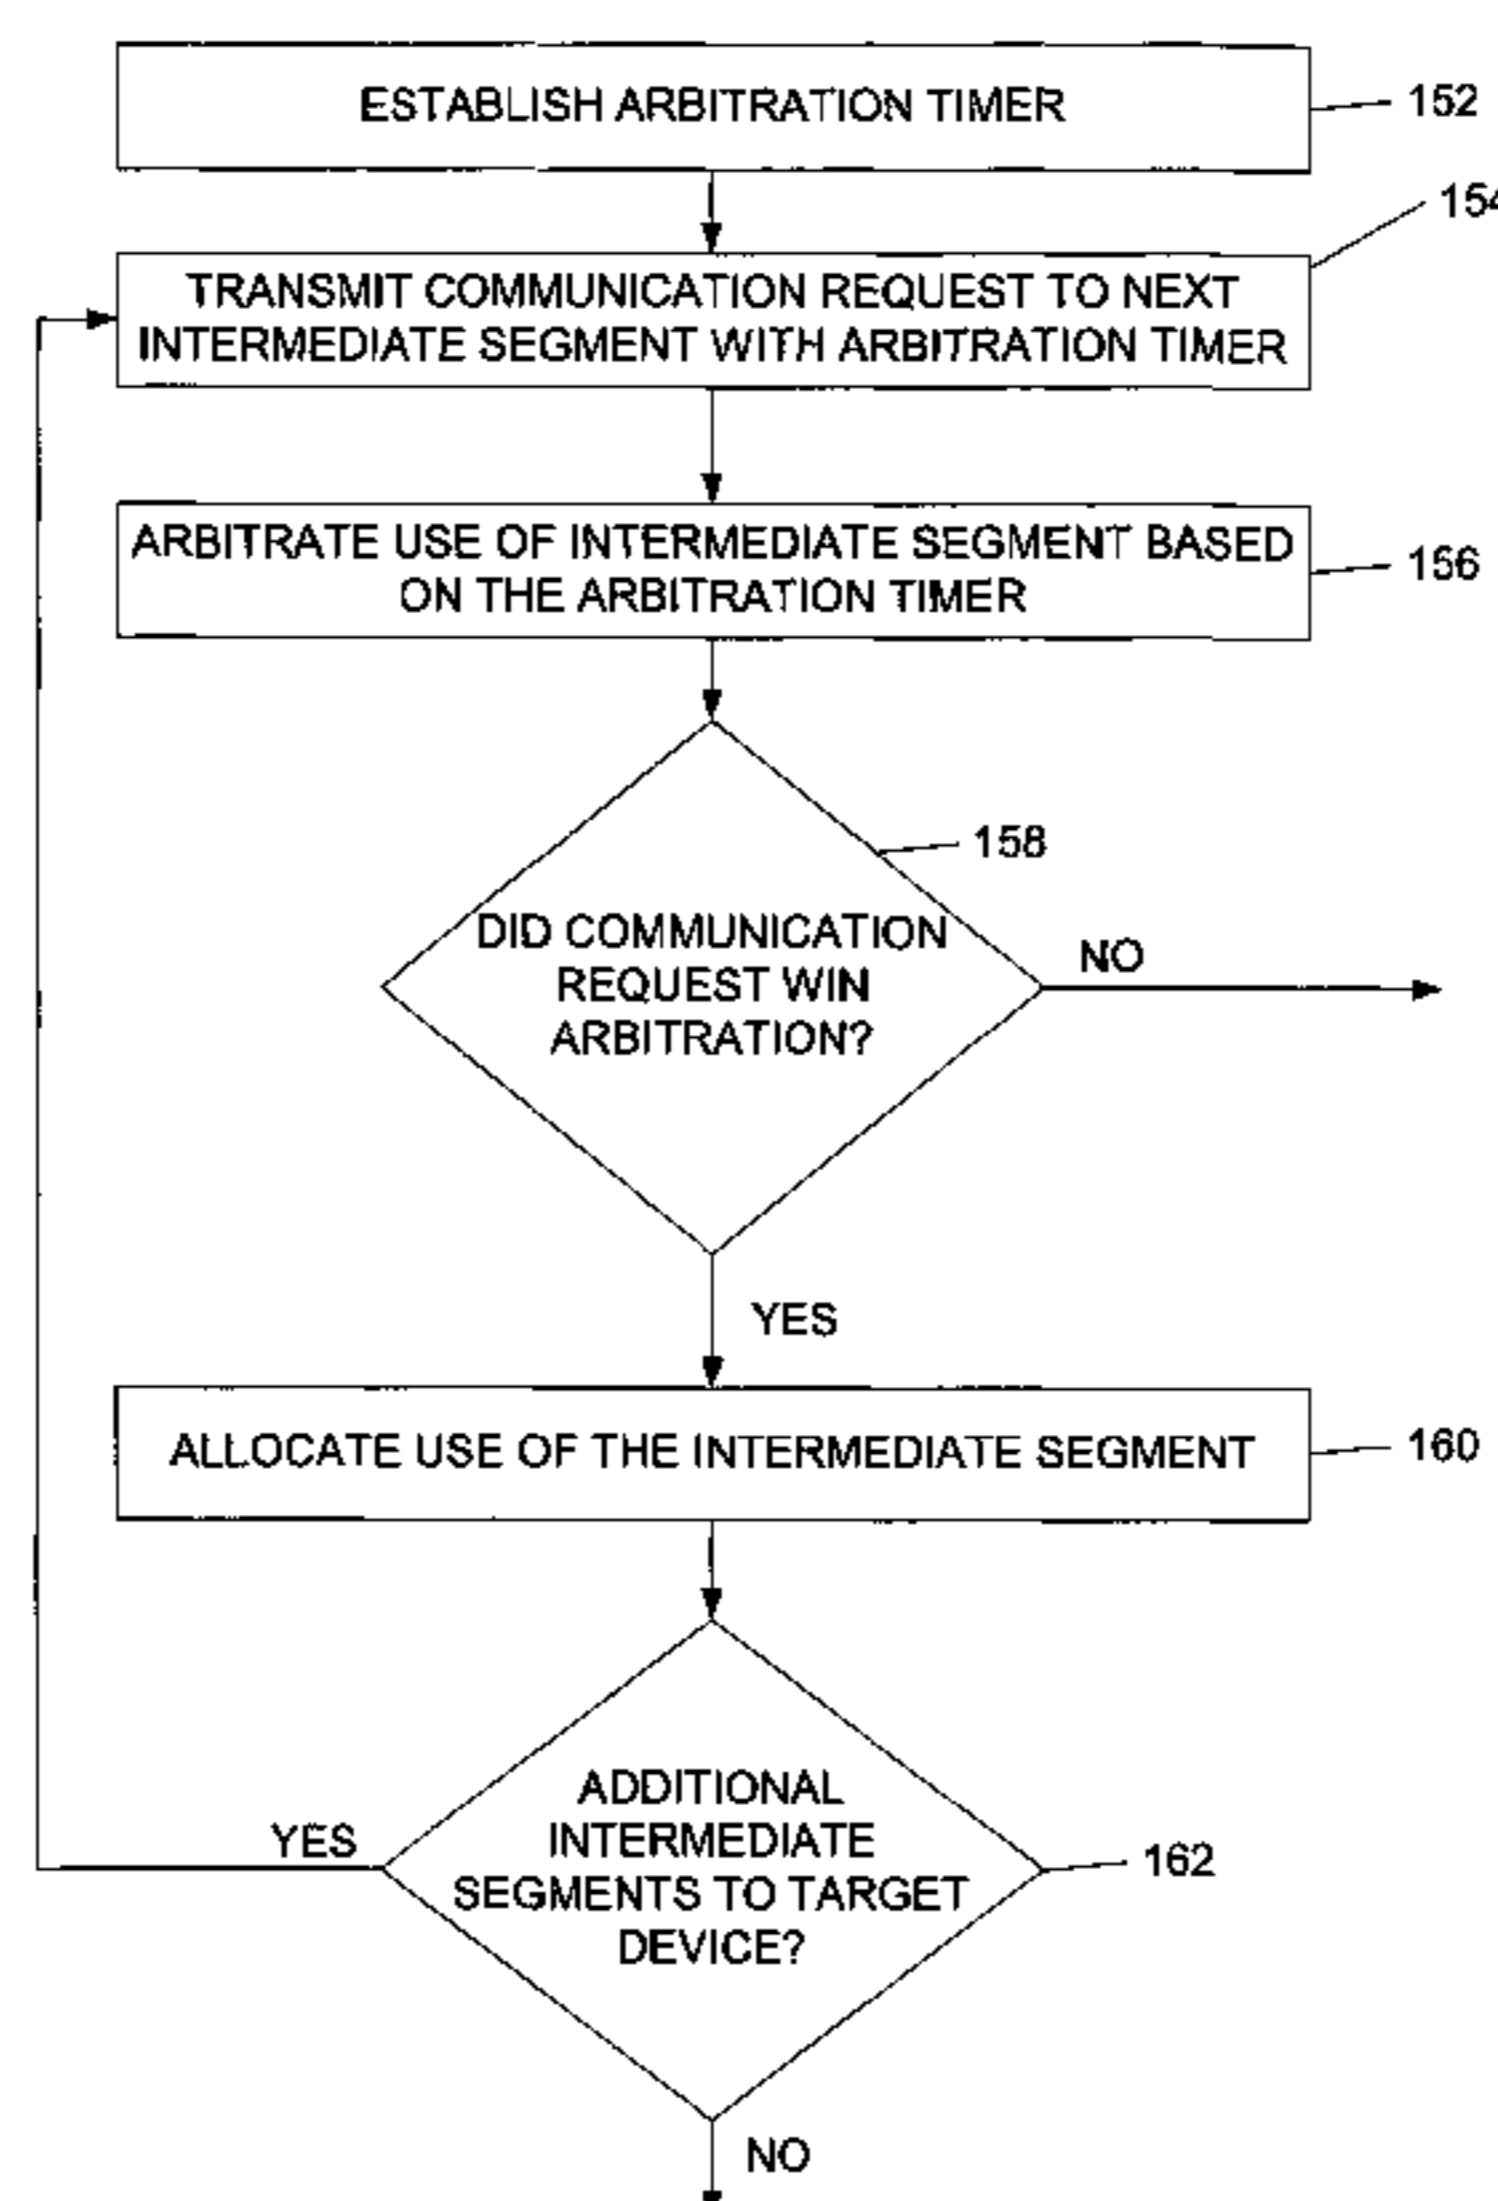 ESTABLISH ARBITRATION TIMER
152
154
TRANSMIT COMMUNICATION REQUEST TO NEXT
INTERMEDIATE SEGMENT WITH ARBITRATION TIMER
ARBITRATE USE OF INTERMEDIATE SEGMENT BASED
ON THE ARBITRATION TIMER
156
158
DID COMMUNICATION
REQUEST WIN
ARBITRATION?
NO
YES
ALLOCATE USE OF THE INTERMEDIATE SEGMENT
160
ADDITIONAL
INTERMEDIATE
SEGMENTS TO TARGET
DEVICE?
YES
162
NO